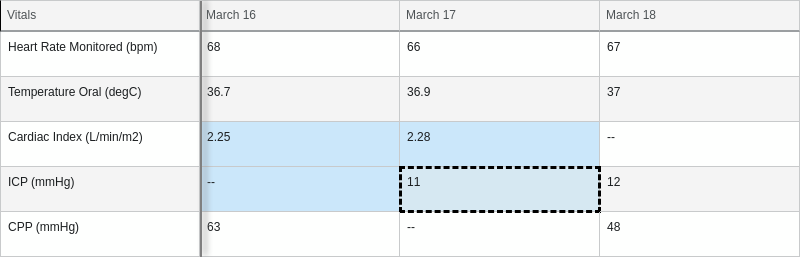 Vitals March 16 March 17 March 18
Heart Rate Monitored (bpm) 68 66 67
Temperature Oral (degC) 36.7 36.9 37
Cardiac Index (L/min/m2) 2.25 2.28 --
ICP (mmHg) -- 11 12
CPP (mmHg) 63 -- 48